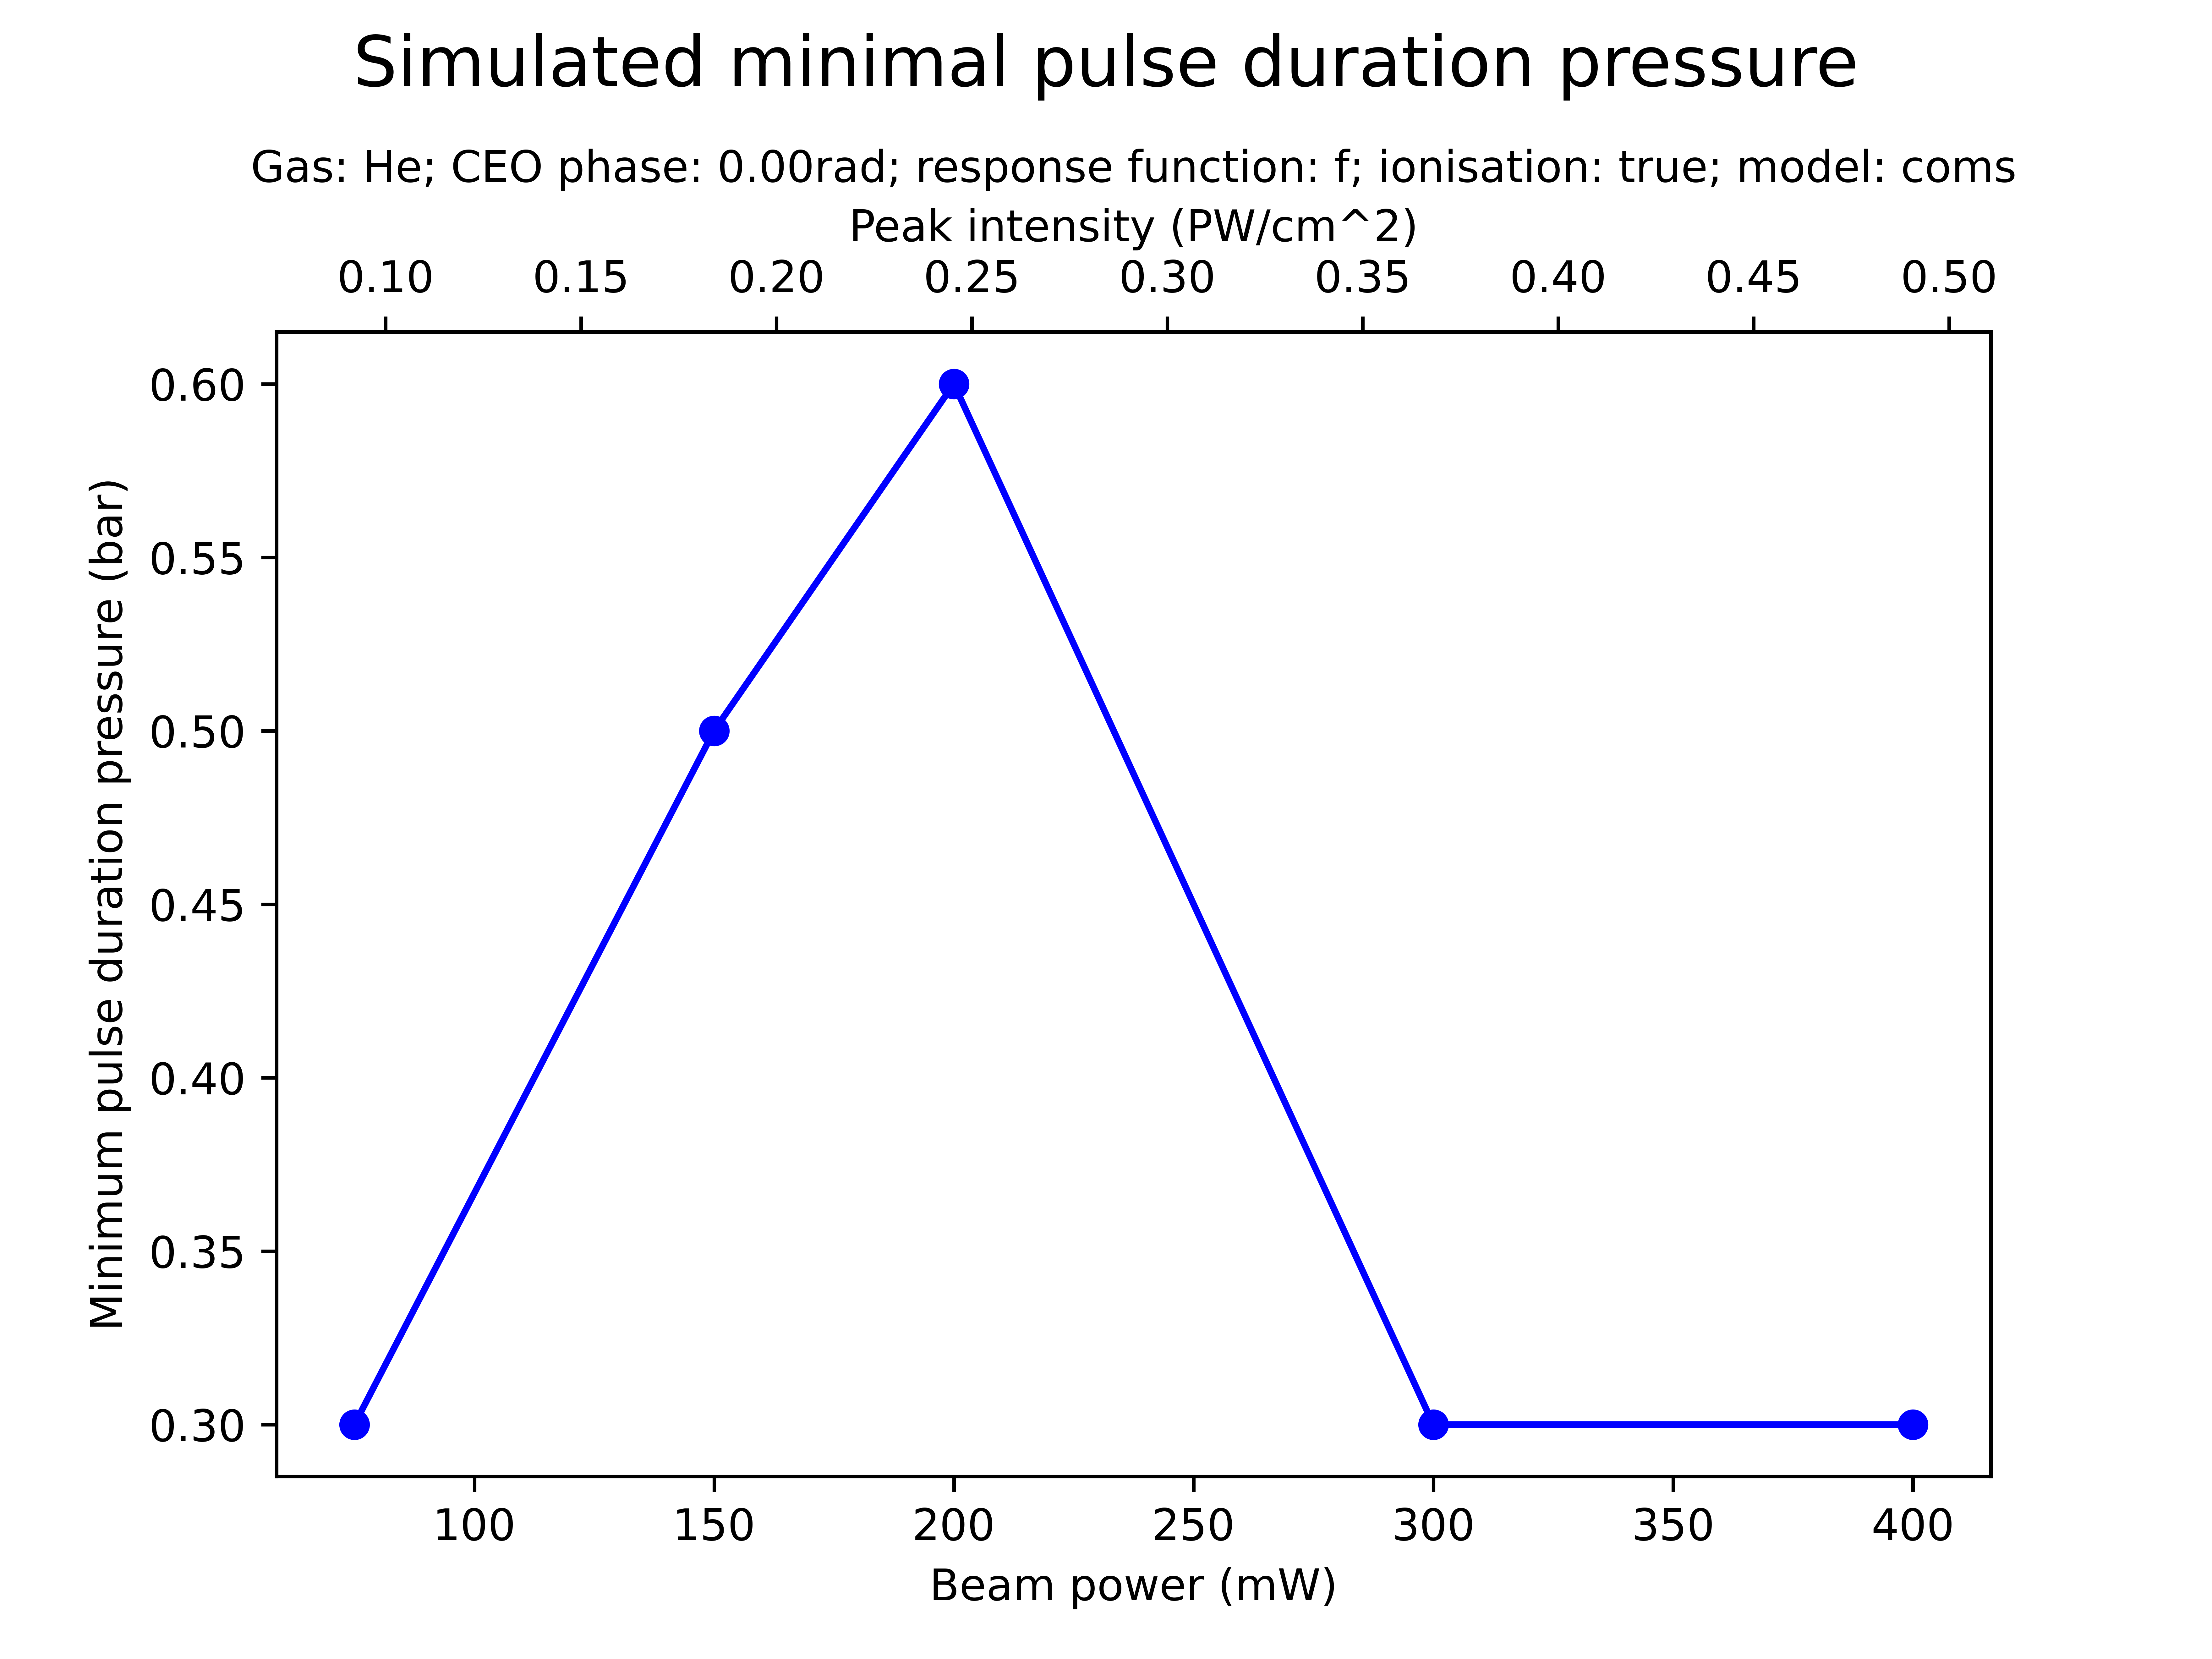 Simulated minimal pulse duration pressure
Gas: He; CEO phase: 0.00rad; response function: f; ionisation: true; model: coms
Peak intensity (PW/cm^2)
0.10 0.15 0.20 0.25 0.30 0.35 0.40 0.45 0.50
Minimum pulse duration pressure (bar)
0.60
0.55
0.50
0.45
0.40
0.35
0.30
100 150 200 250 300 350 400
Beam power (mW)